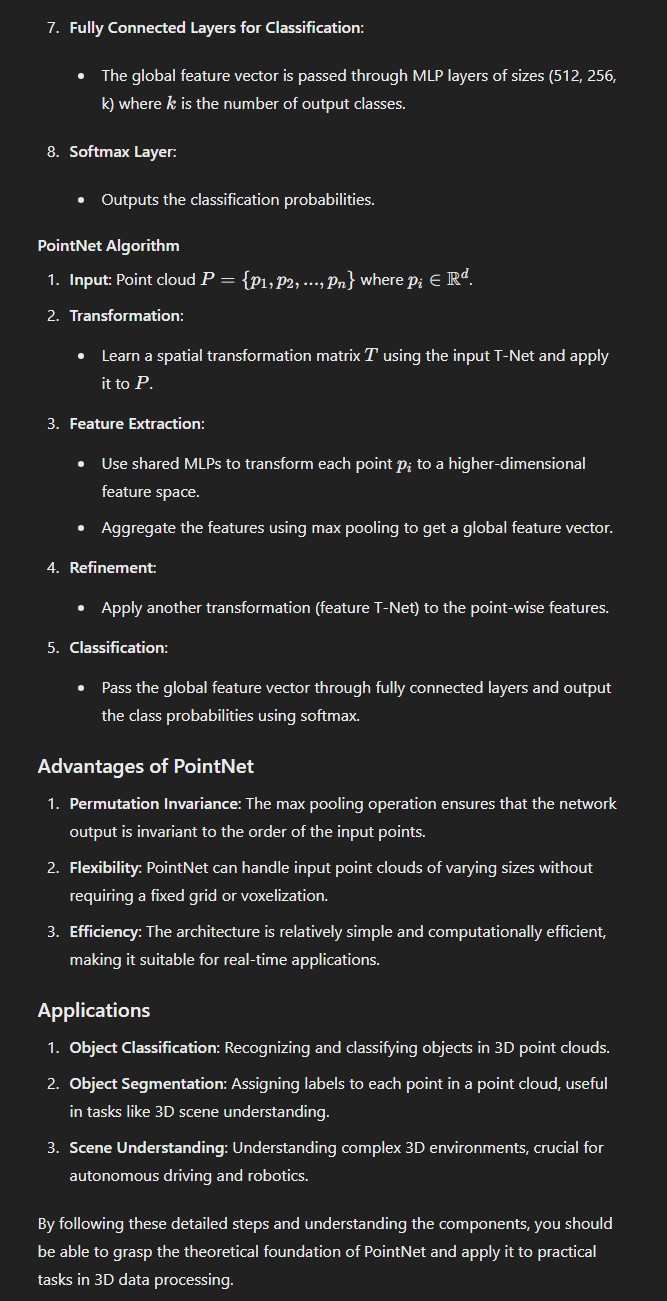 7. Fully Connected Layers for Classification:
• The global feature vector is passed through MLP layers of sizes (512, 256,
k) where k is the number of output classes.
8. Softmax Layer:
• Outputs the classification probabilities.
PointNet Algorithm
1. Input: Point cloud P = {p₁, p₂, ..., pₙ} where pᵢ ∈ ℝᵈ.
2. Transformation:
• Learn a spatial transformation matrix T using the input T-Net and apply
it to P.
3. Feature Extraction:
• Use shared MLPs to transform each point pᵢ to a higher-dimensional
feature space.
• Aggregate the features using max pooling to get a global feature vector.
4. Refinement:
• Apply another transformation (feature T-Net) to the point-wise features.
5. Classification:
• Pass the global feature vector through fully connected layers and output
the class probabilities using softmax.
Advantages of PointNet
1. Permutation Invariance: The max pooling operation ensures that the network
output is invariant to the order of the input points.
2. Flexibility: PointNet can handle input point clouds of varying sizes without
requiring a fixed grid or voxelization.
3. Efficiency: The architecture is relatively simple and computationally efficient,
making it suitable for real-time applications.
Applications
1. Object Classification: Recognizing and classifying objects in 3D point clouds.
2. Object Segmentation: Assigning labels to each point in a point cloud, useful
in tasks like 3D scene understanding.
3. Scene Understanding: Understanding complex 3D environments, crucial for
autonomous driving and robotics.
By following these detailed steps and understanding the components, you should
be able to grasp the theoretical foundation of PointNet and apply it to practical
tasks in 3D data processing.